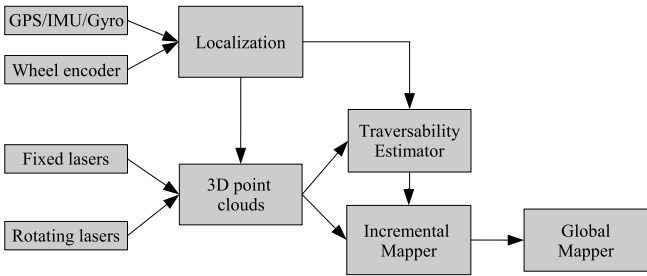 GPS/IMU/Gyro
Wheel encoder
Localization
Fixed lasers
Rotating lasers
3D point
clouds
Traversability
Estimator
Incremental
Mapper
Global
Mapper